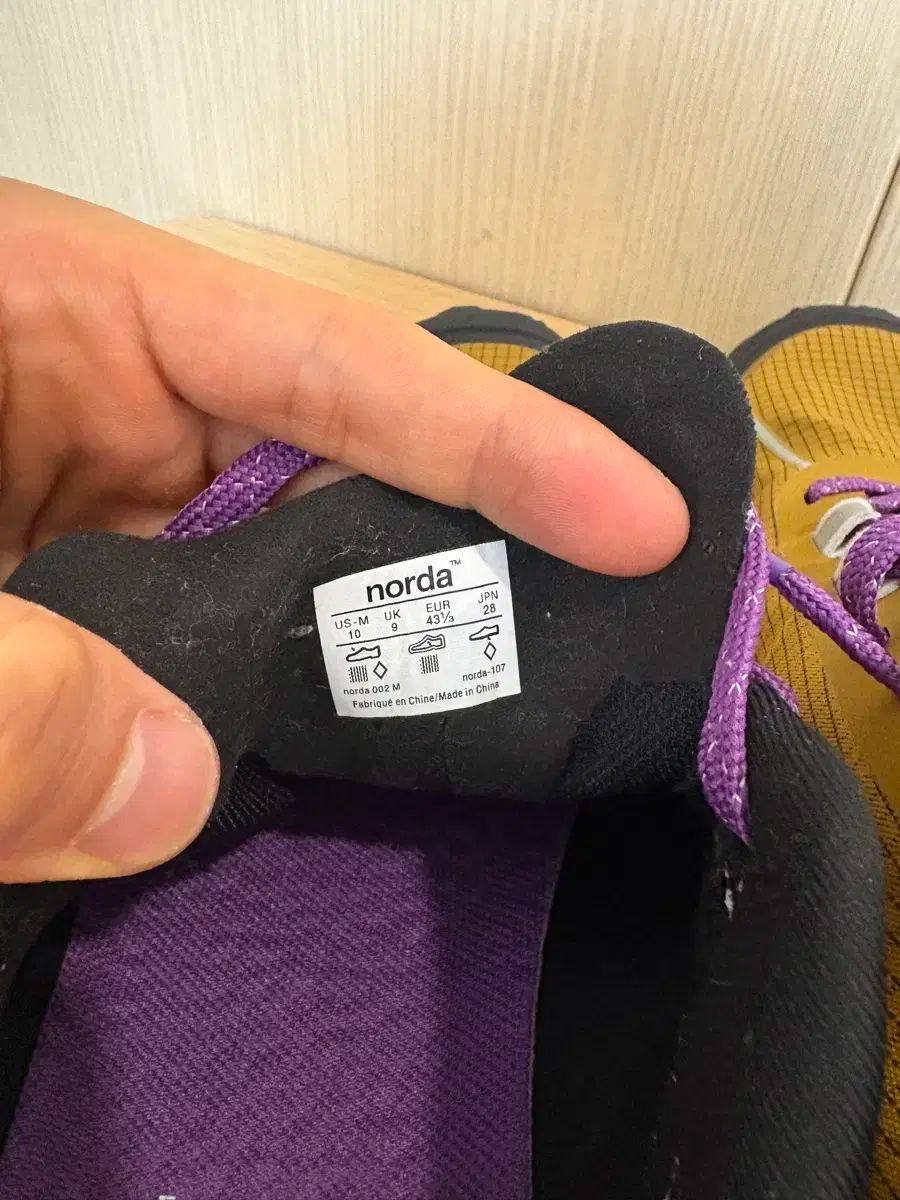 norda™
US-M UK EUR JPN
10 9 43⅓ 28
norda 002 M norda-107
Fabriqué en Chine/Made in China